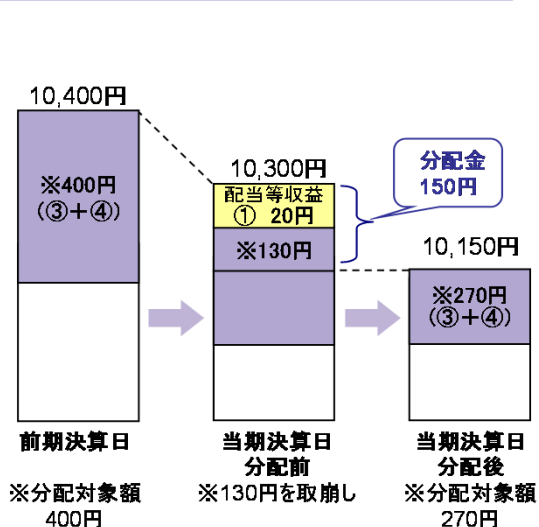 10,400円
※400円
(③+④)
前期決算日
※分配対象額
400円
10,300円
配当等収益
① 20円
※130円
当期決算日
分配前
※130円を取崩し
分配金
150円
10,150円
※270円
(③+④)
当期決算日
分配後
※分配対象額
270円